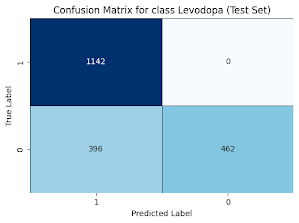 Confusion Matrix for class Levodopa (Test Set)
True Label
1
1142
0
0
396
462
1
0
Predicted Label